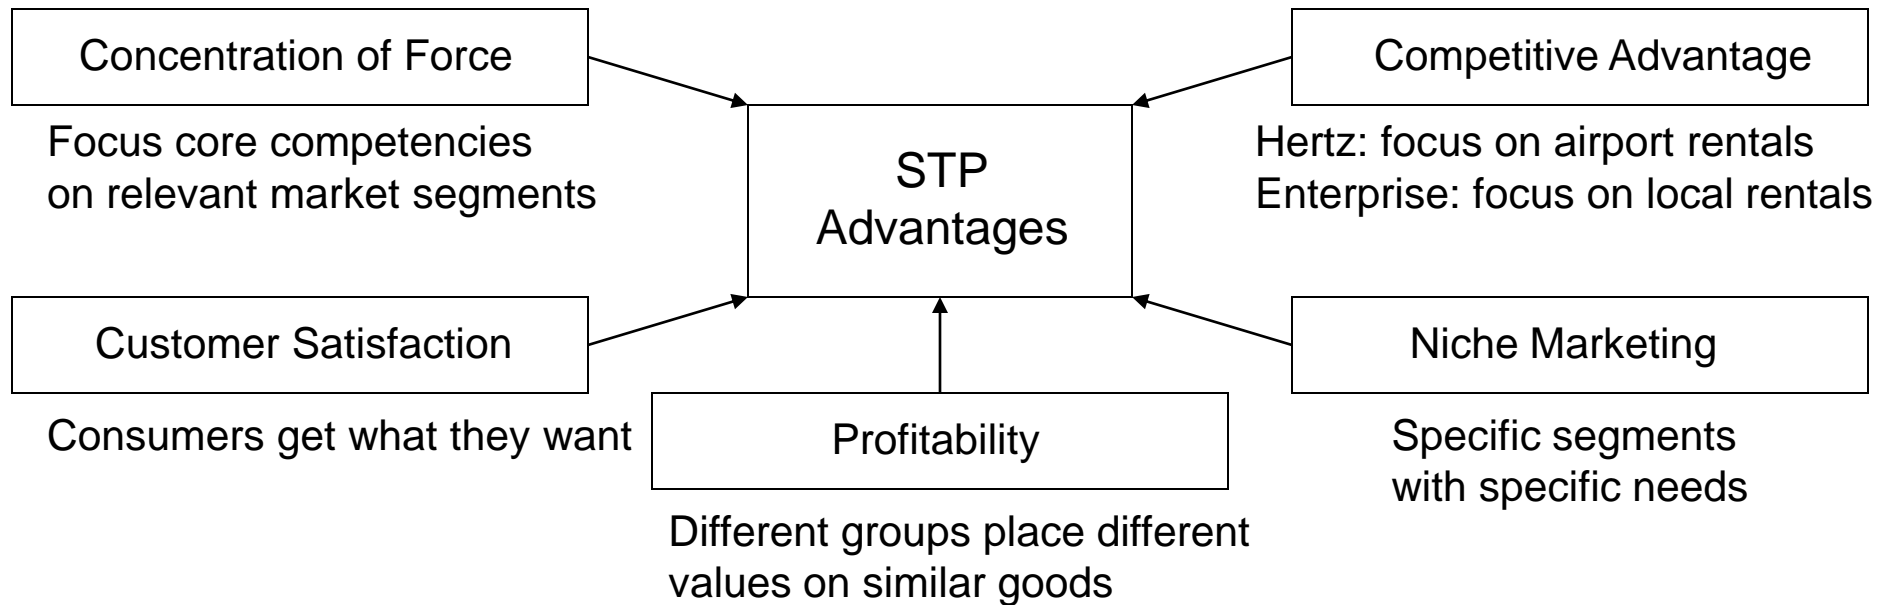 Concentration of Force
Focus core competencies
on relevant market segments
Competitive Advantage
Hertz: focus on airport rentals
Enterprise: focus on local rentals
STP
Advantages
Customer Satisfaction
Consumers get what they want
Profitability
Different groups place different
values on similar goods
Niche Marketing
Specific segments
with specific needs